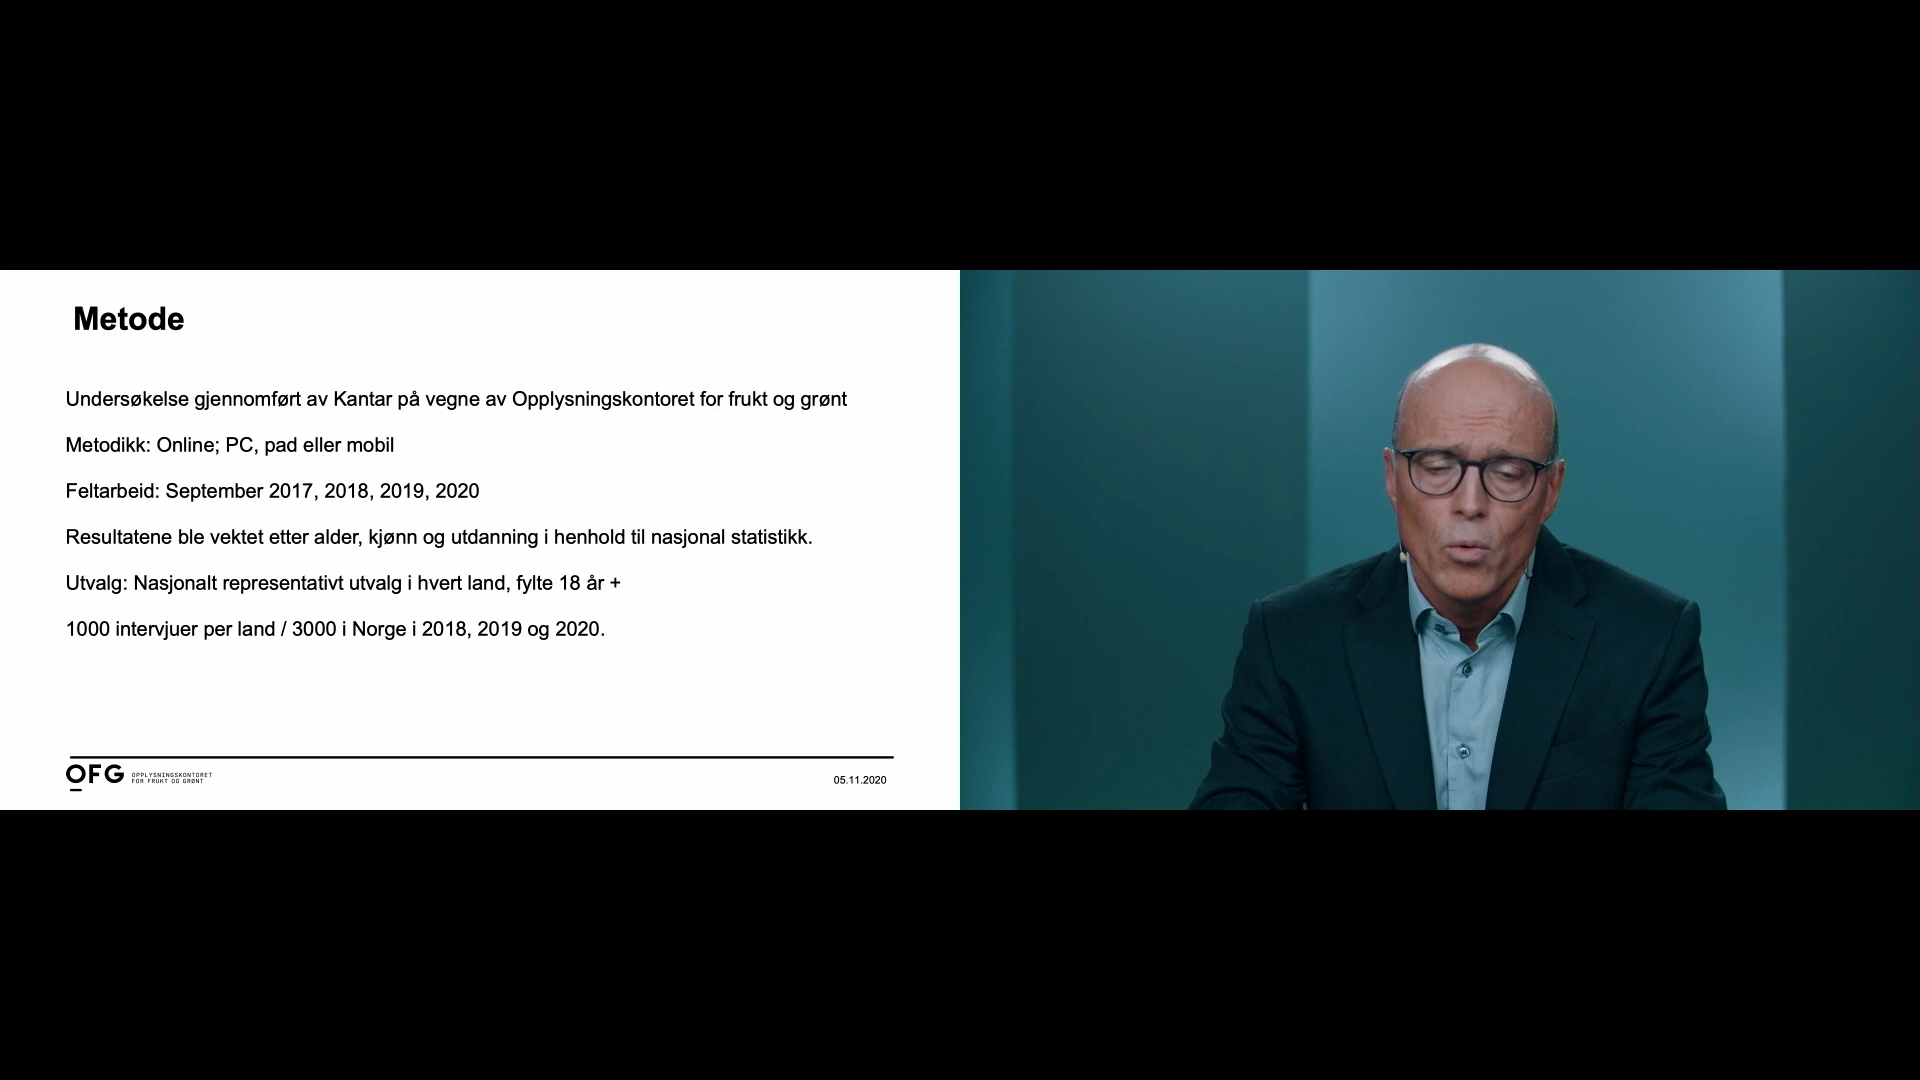 Metode
Undersøkelse gjennomført av Kantar på vegne av Opplysningskontoret for frukt og grønt
Metodikk: Online; PC, pad eller mobil
Feltarbeid: September 2017, 2018, 2019, 2020
Resultatene ble vektet etter alder, kjønn og utdanning i henhold til nasjonal statistikk.
Utvalg: Nasjonalt representativt utvalg i hvert land, fylte 18 år +
1000 intervjuer per land / 3000 i Norge i 2018, 2019 og 2020.
OFG
OPPLYSNINGSKONTORET
FOR FRUKT OG GRØNT
05.11.2020